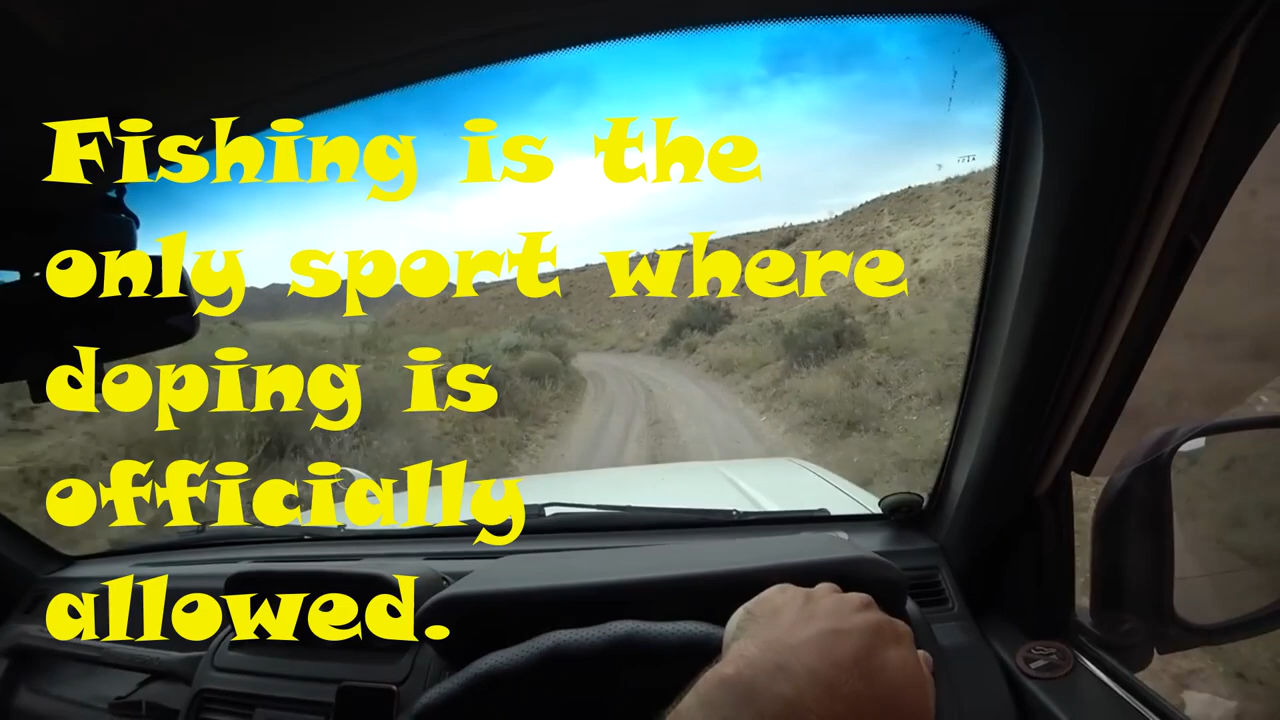 Fishing is the
only sport where
doping is
officially
allowed.